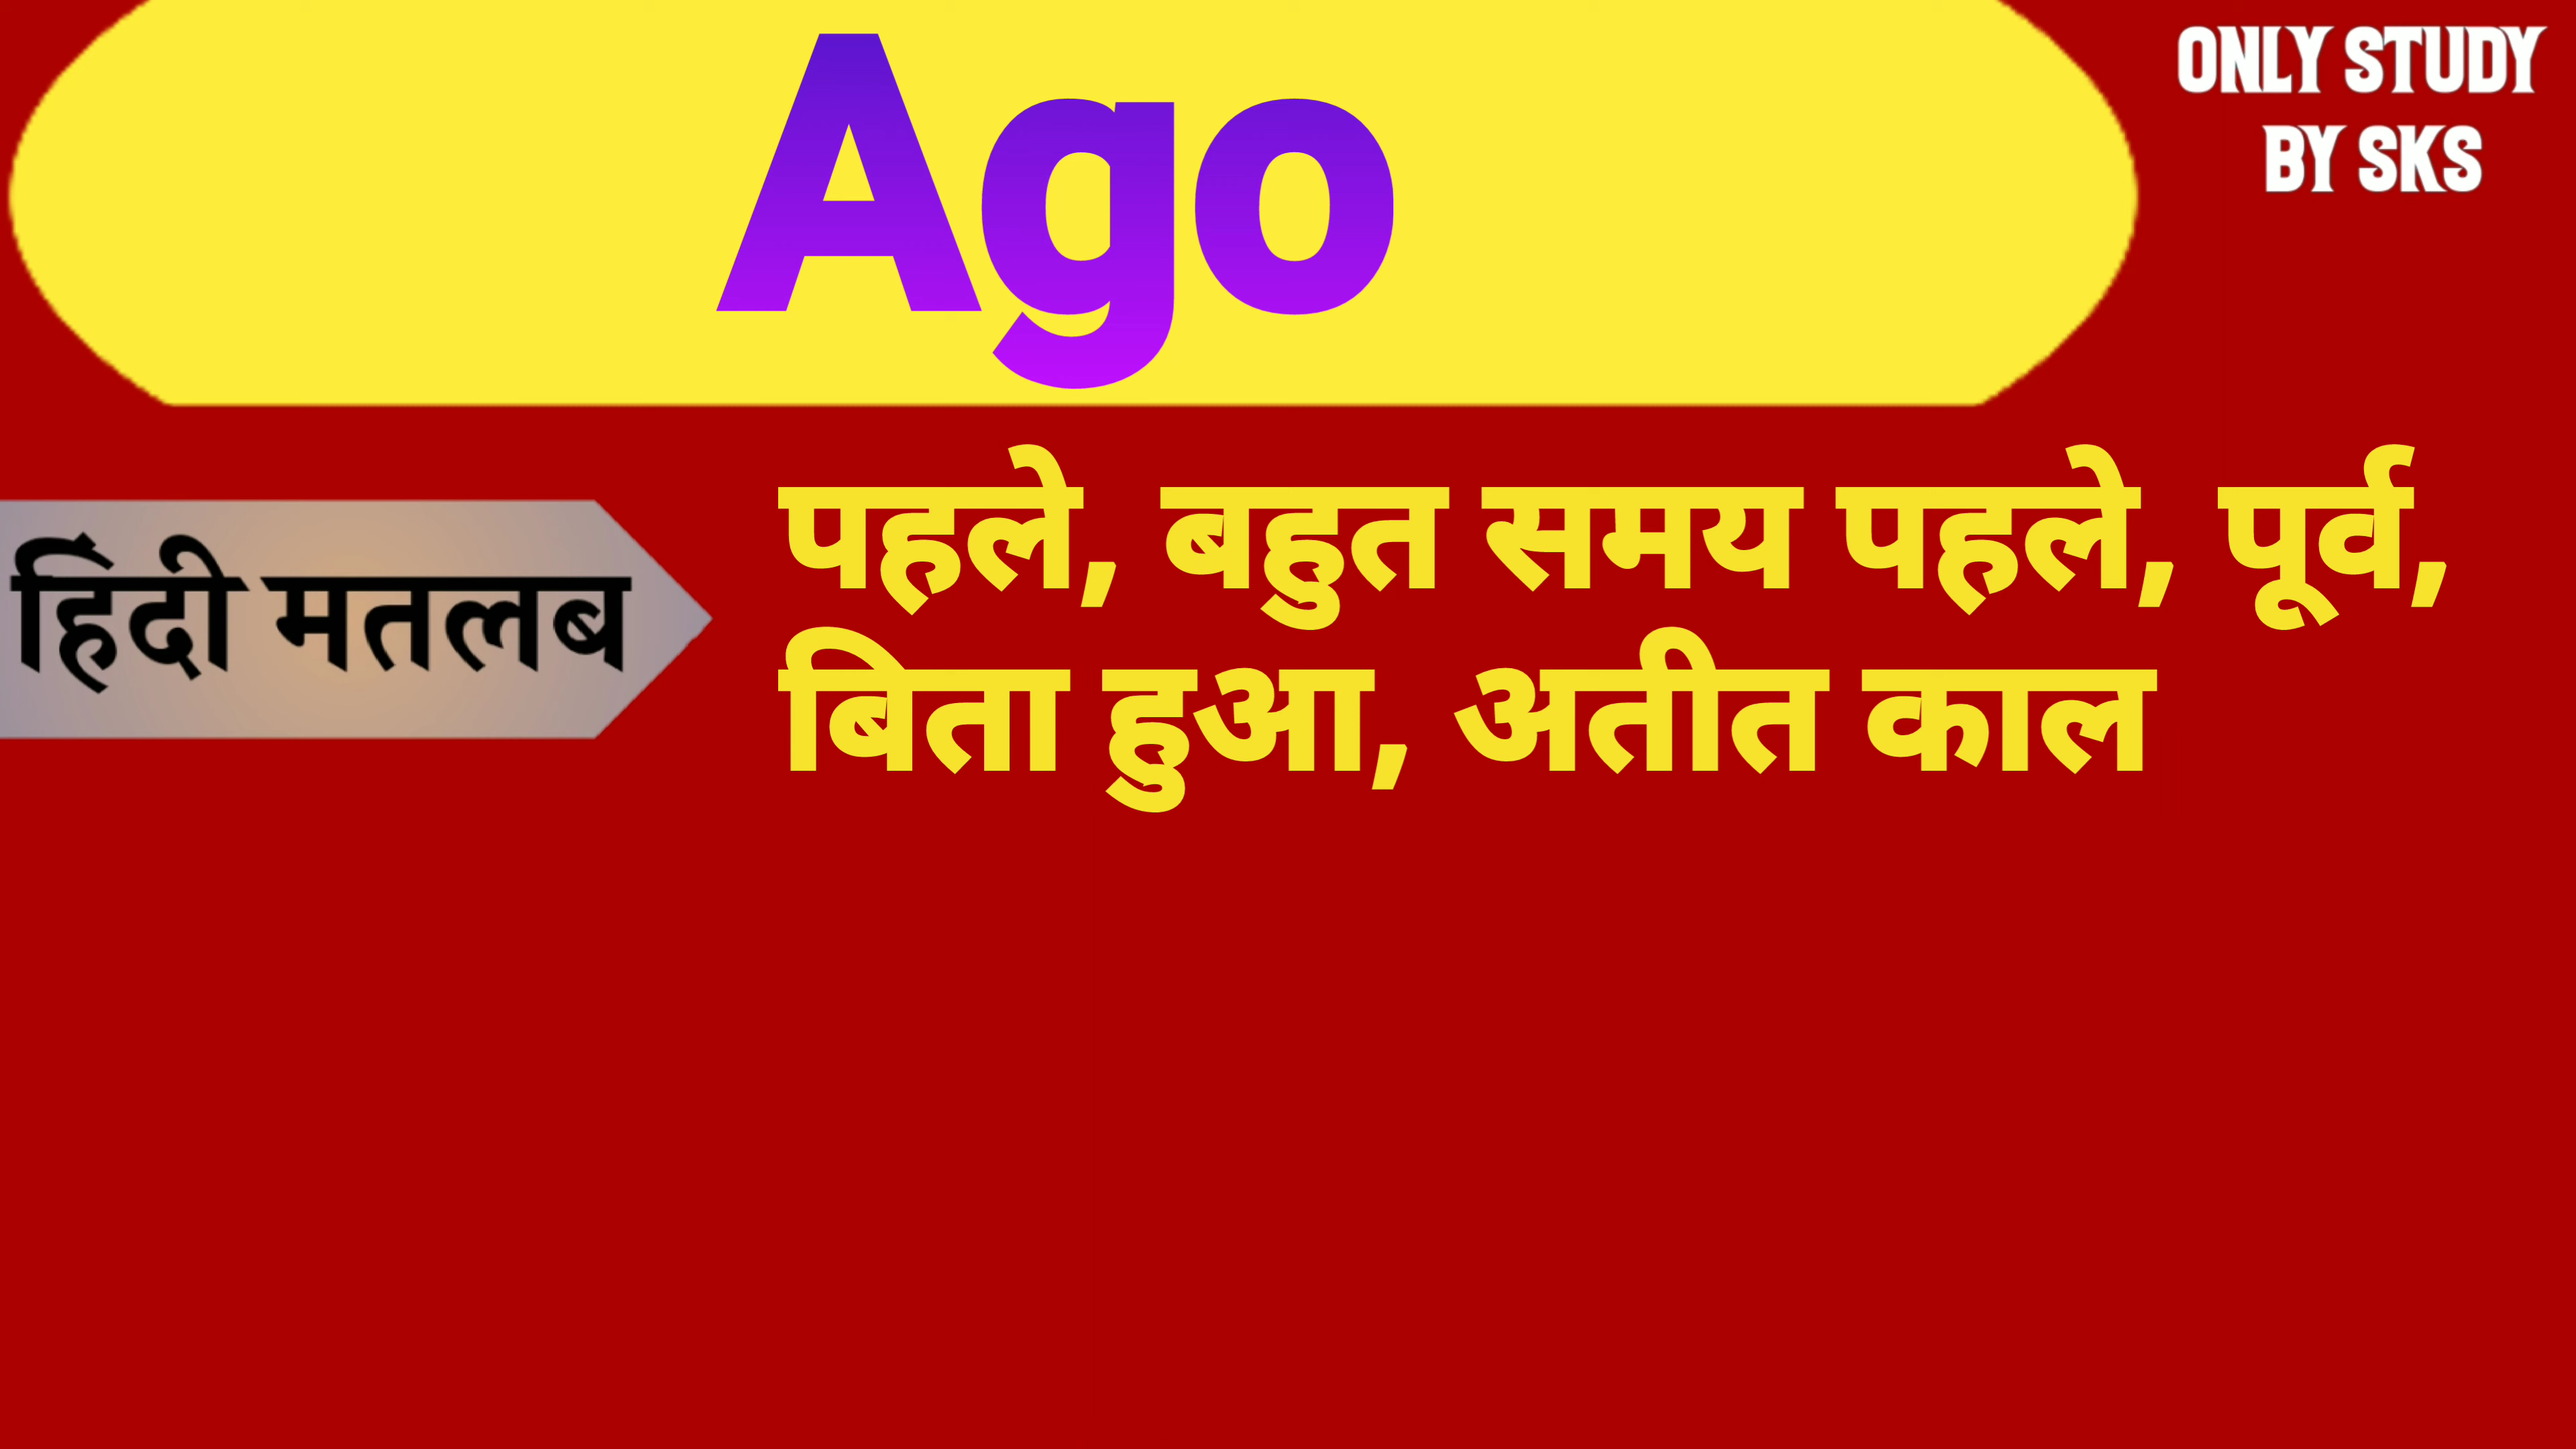 Ago
ONLY STUDY
BY SKS
हिंदी मतलब
पहले, बहुत समय पहले, पूर्व,
बिता हुआ, अतीत काल